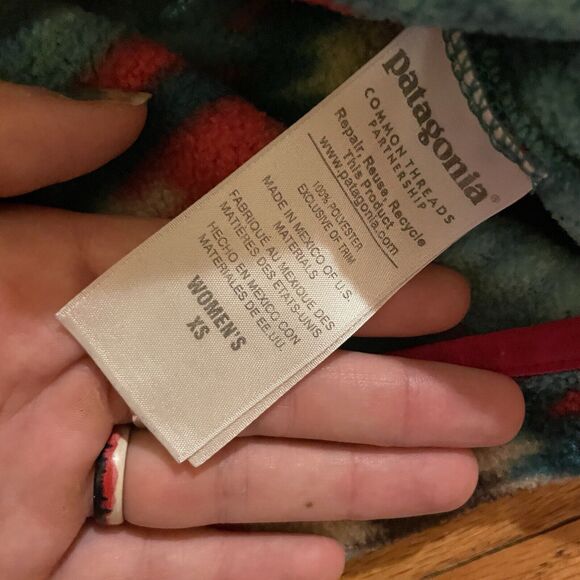 patagonia®
COMMON THREADS
PARTNERSHIP
Repair, Reuse, Recycle
This Product
www.patagonia.com
100% POLYESTER
EXCLUSIVE OF TRIM
MADE IN MEXICO OF U.S.
MATERIALS
FABRIQUÉ AU MEXIQUE DES
MATIÈRES DES ETATS-UNIS
HECHO EN MEXICO CON
MATERIALES DE EE.UU.
WOMEN'S
XS